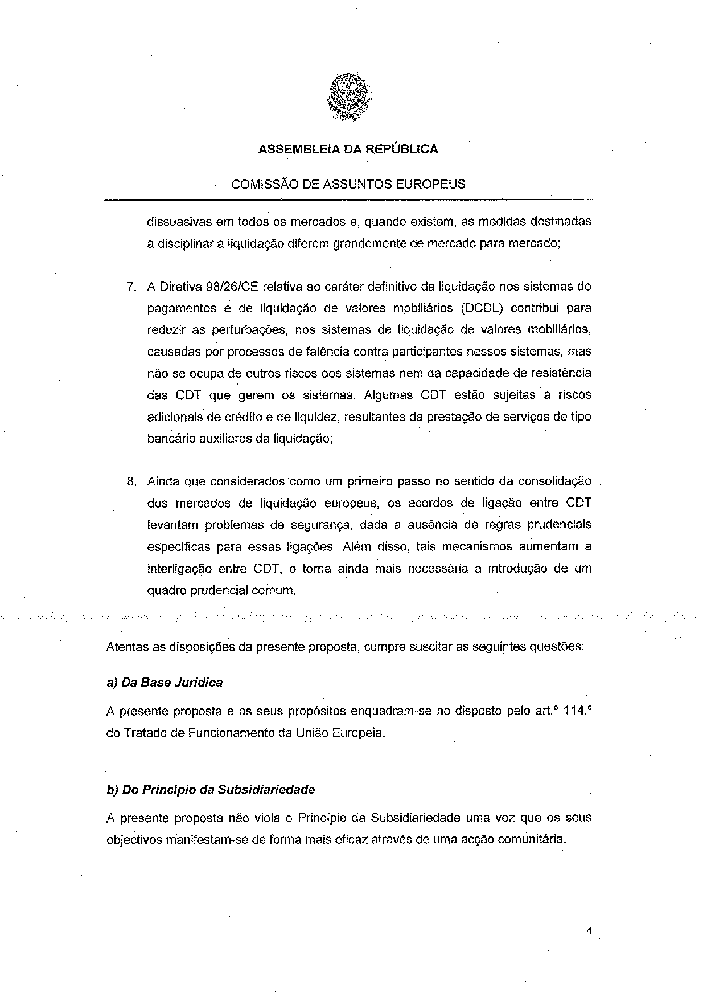 ASSEMBLEIA DA REPÚBLICA
COMISSÃO DE ASSUNTOS EUROPEUS
dissuasivas em todos os mercados e, quando existem, as medidas destinadas
a disciplinar a liquidação diferem grandemente de mercado para mercado;
7. A Diretiva 98/26/CE relativa ao caráter definitivo da liquidação nos sistemas de
pagamentos e de liquidação de valores mobiliários (DCDL) contribui para
reduzir as perturbações, nos sistemas de liquidação de valores mobiliários,
causadas por processos de falência contra participantes nesses sistemas, mas
não se ocupa de outros riscos dos sistemas nem da capacidade de resistência
das CDT que gerem os sistemas. Algumas CDT estão sujeitas a riscos
adicionais de crédito e de liquidez, resultantes da prestação de serviços de tipo
bancário auxiliares da liquidação;
8. Ainda que considerados como um primeiro passo no sentido da consolidação
dos mercados de liquidação europeus, os acordos de ligação entre CDT
levantam problemas de segurança, dada a ausência de regras prudenciais
específicas para essas ligações. Além disso, tais mecanismos aumentam a
interligação entre CDT, o torna ainda mais necessária a introdução de um
quadro prudencial comum.
Atentas as disposições da presente proposta, cumpre suscitar as seguintes questões:
a) Da Base Jurídica
A presente proposta e os seus propósitos enquadram-se no disposto pelo art.º 114.º
do Tratado de Funcionamento da União Europeia.
b) Do Princípio da Subsidiariedade
A presente proposta não viola o Princípio da Subsidiariedade uma vez que os seus
objectivos manifestam-se de forma mais eficaz através de uma acção comunitária.
4